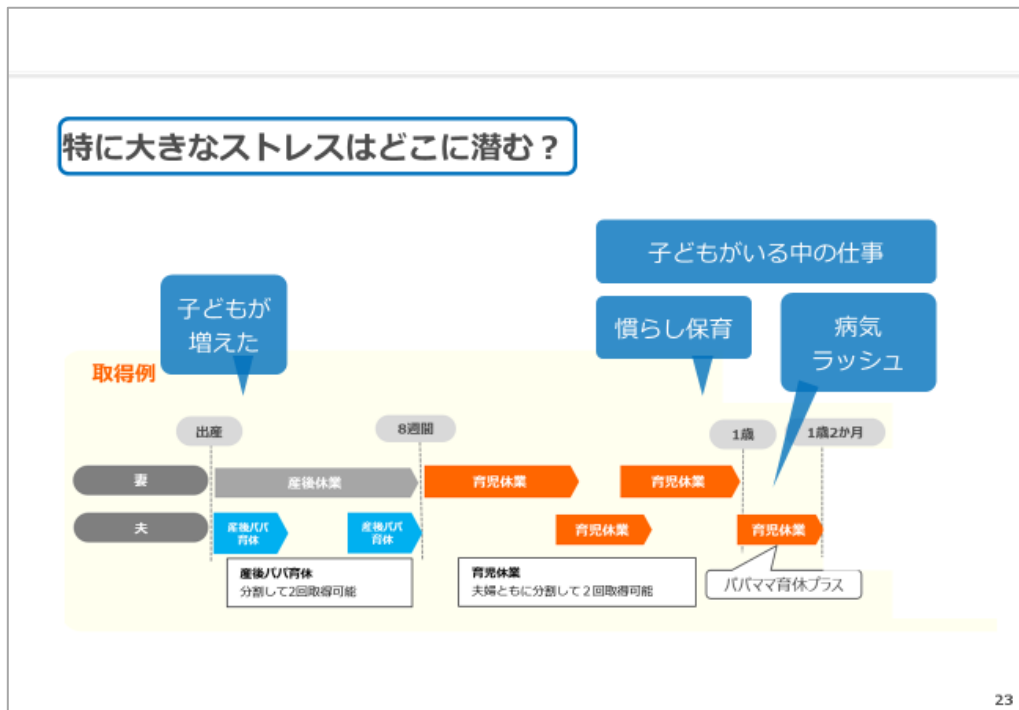 特に大きなストレスはどこに潜む？
子どもがいる中の仕事
子どもが
増えた
慣らし保育
病気
ラッシュ
取得例
出産
8週間
1歳
1歳2か月
妻
産後休業
育児休業
育児休業
夫
産後パパ
育休
産後パパ
育休
育児休業
育児休業
産後パパ育休
分割して2回取得可能
育児休業
夫婦ともに分割して２回取得可能
パパママ育休プラス
23